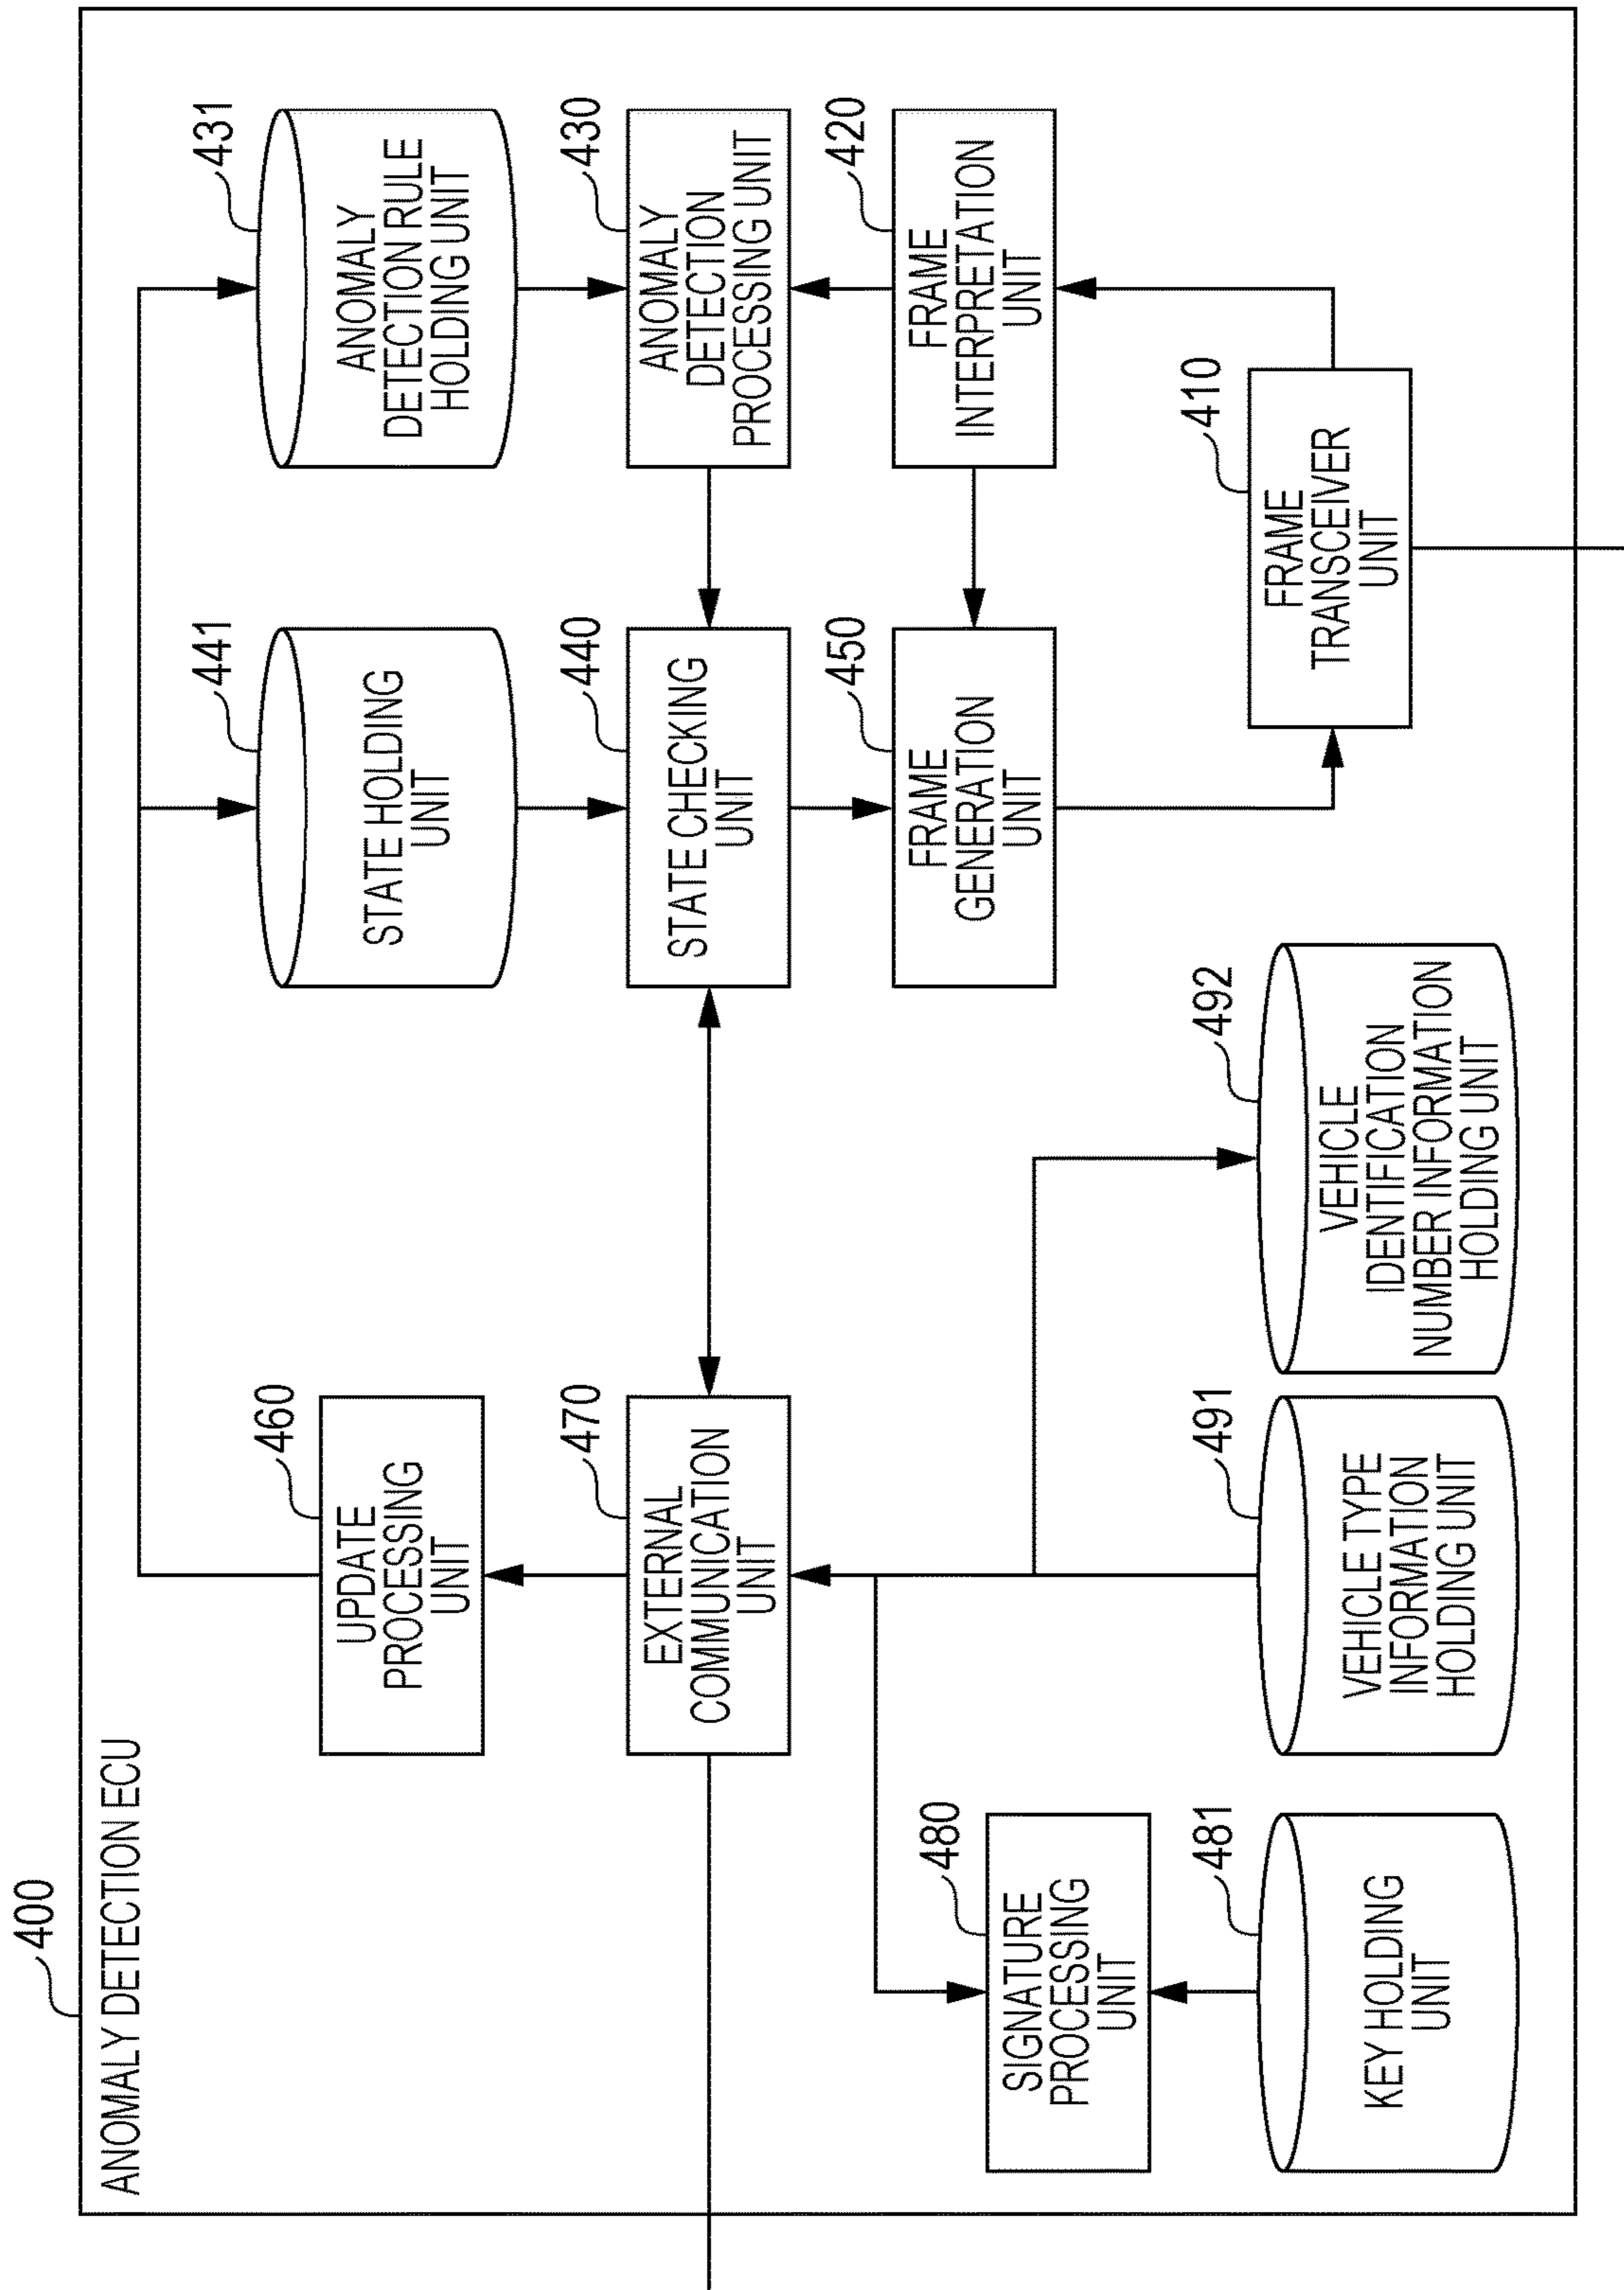 400
ANOMALY DETECTION ECU
460
UPDATE
PROCESSING
UNIT
441
STATE HOLDING
UNIT
431
ANOMALY
DETECTION RULE
HOLDING UNIT
470
EXTERNAL
COMMUNICATION
UNIT
440
STATE CHECKING
UNIT
430
ANOMALY
DETECTION
PROCESSING UNIT
480
SIGNATURE
PROCESSING
UNIT
450
FRAME
GENERATION
UNIT
420
FRAME
INTERPRETATION
UNIT
481
KEY HOLDING
UNIT
491
VEHICLE TYPE
INFORMATION
HOLDING UNIT
492
VEHICLE
IDENTIFICATION
NUMBER INFORMATION
HOLDING UNIT
410
FRAME
TRANSCEIVER
UNIT